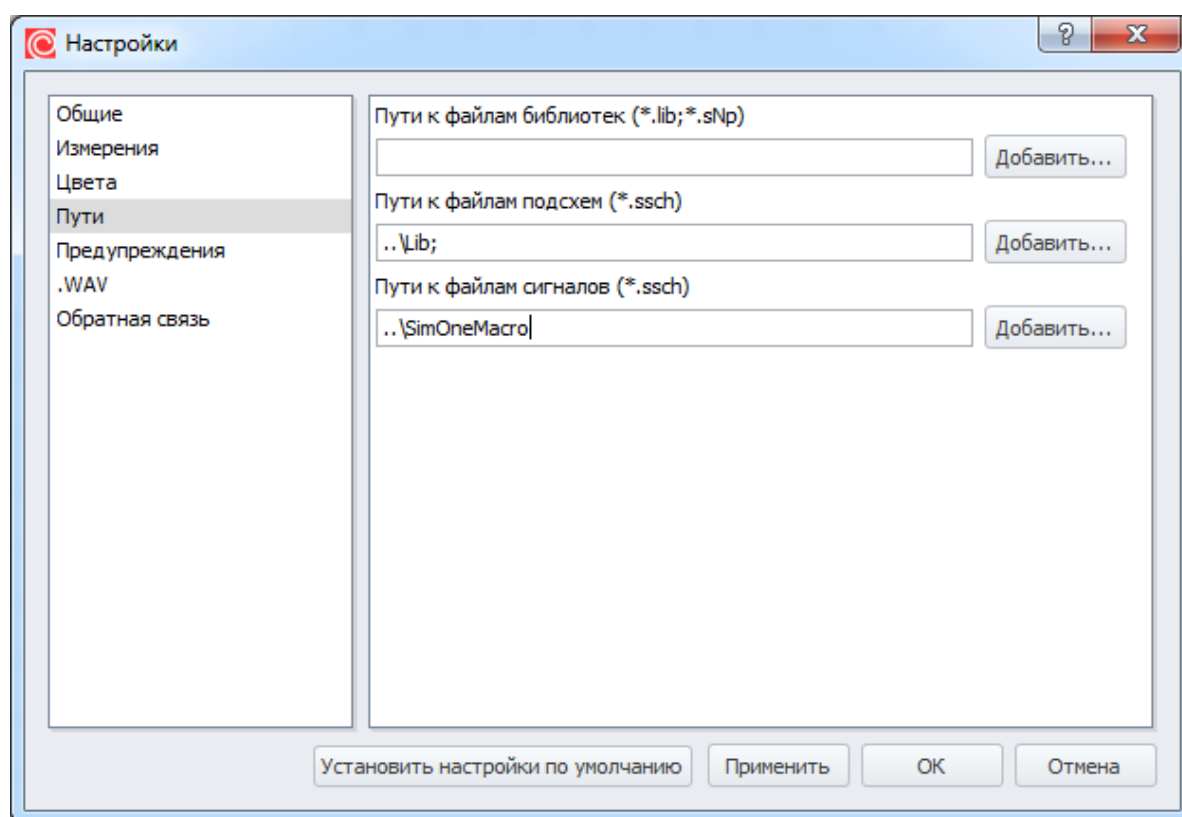 Настройки
Общие
Измерения
Цвета
Пути
Предупреждения
.WAV
Обратная связь
Пути к файлам библиотек (*.lib;*.sNp)
Добавить...
Пути к файлам подсхем (*.ssch)
..\Lib;
Добавить...
Пути к файлам сигналов (*.ssch)
..\SimOneMacro
Добавить...
Установить настройки по умолчанию
Применить
OK
Отмена